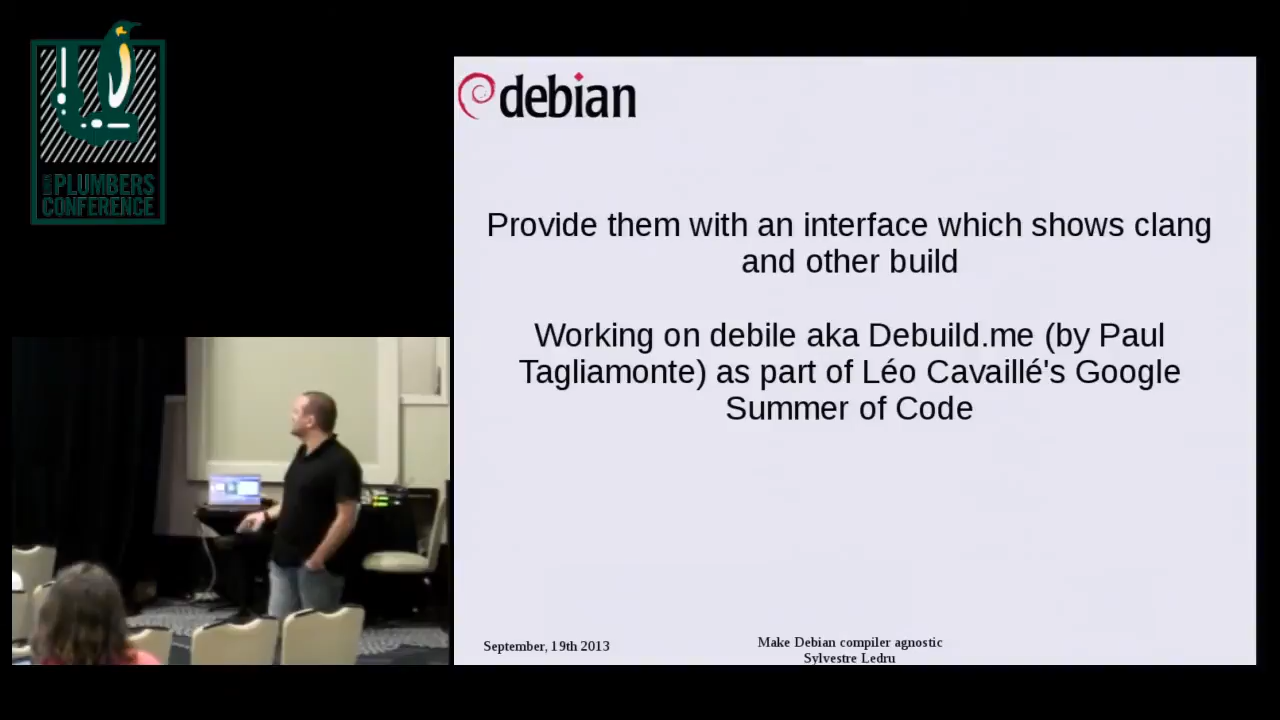 PLUMBERS
CONFERENCE
debian
Provide them with an interface which shows clang
and other build
Working on debile aka Debuild.me (by Paul
Tagliamonte) as part of Léo Cavaillé's Google
Summer of Code
September, 19th 2013
Make Debian compiler agnostic
Sylvestre Ledru